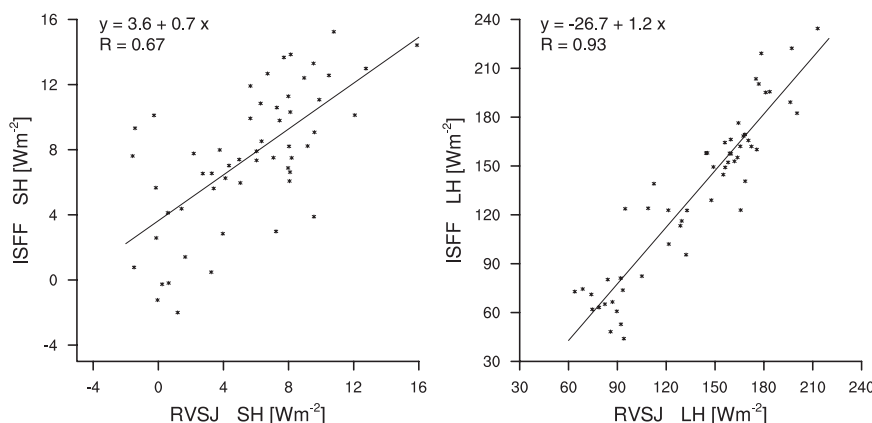 y = 3.6 + 0.7 x
R = 0.67
16
12
8
4
0
-4
ISFF SH [Wm-2]
-4 0 4 8 12 16
RVSJ SH [Wm-2]
y = -26.7 + 1.2 x
R = 0.93
240
210
180
150
120
90
60
30
ISFF LH [Wm-2]
30 60 90 120 150 180 210 240
RVSJ LH [Wm-2]